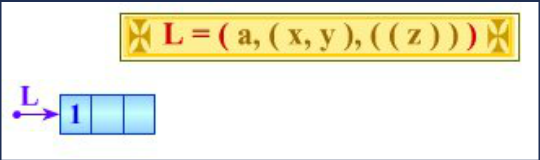 L = ( a, ( x, y ), ( ( z ) ) )
L
1